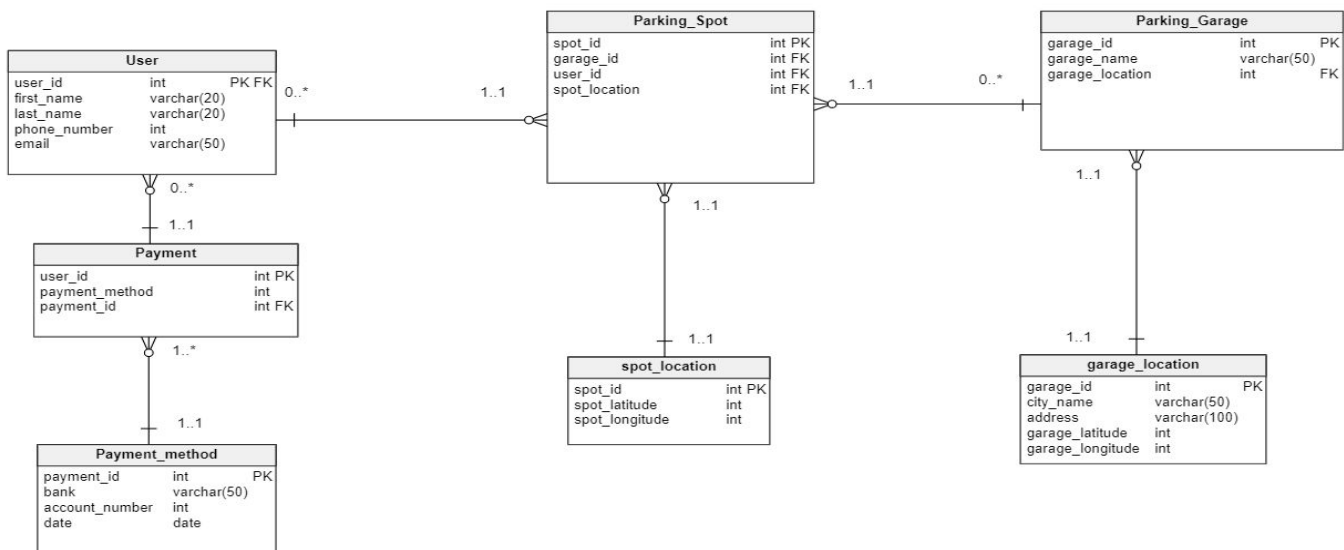 User
user_id int PK FK
first_name varchar(20)
last_name varchar(20)
phone_number int
email varchar(50)
0..*
1..1
Parking_Spot
spot_id int PK
garage_id int FK
user_id int FK
spot_location int FK
1..1
0..*
Parking_Garage
garage_id int PK
garage_name varchar(50)
garage_location int FK
0..*
1..1
Payment
user_id int PK
payment_method int
payment_id int FK
1..*
1..1
Payment_method
payment_id int PK
bank varchar(50)
account_number int
date date
1..1
1..1
spot_location
spot_id int PK
spot_latitude int
spot_longitude int
1..1
1..1
garage_location
garage_id int PK
city_name varchar(50)
address varchar(100)
garage_latitude int
garage_longitude int